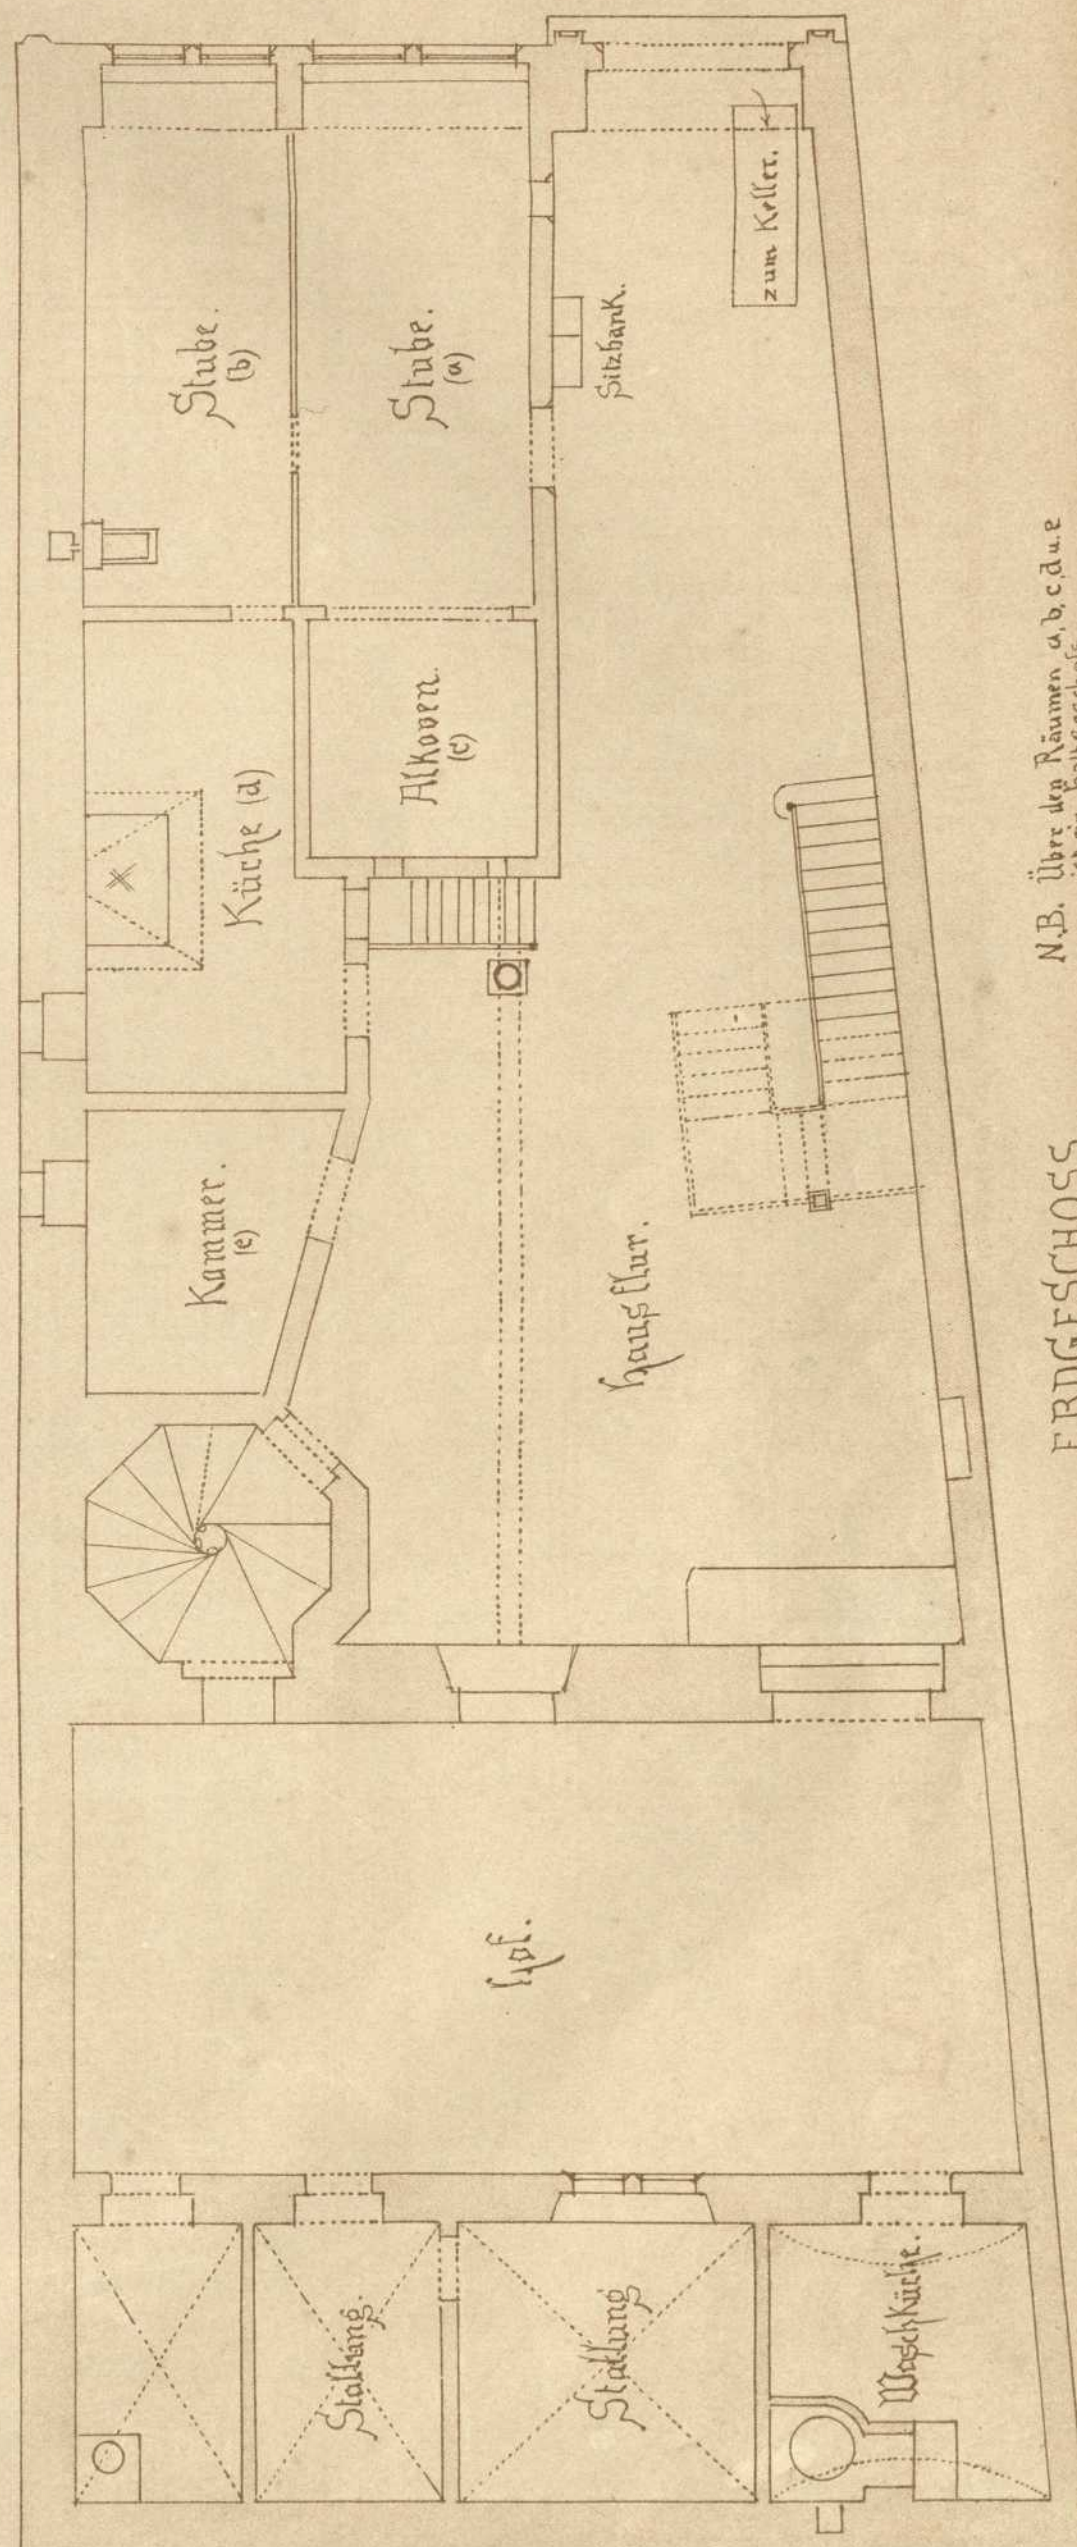 Stube.
(b)
Stube.
(a)
Sitzbank.
zum Keller.
Küche (d)
Alkoven.
(c)
Kammer.
(e)
Hausflur.
Hof.
Stallung.
Stallung
Waschküche.
N.B. Über den Räumen a, b, c, d u. e
ERDGESCHOSS